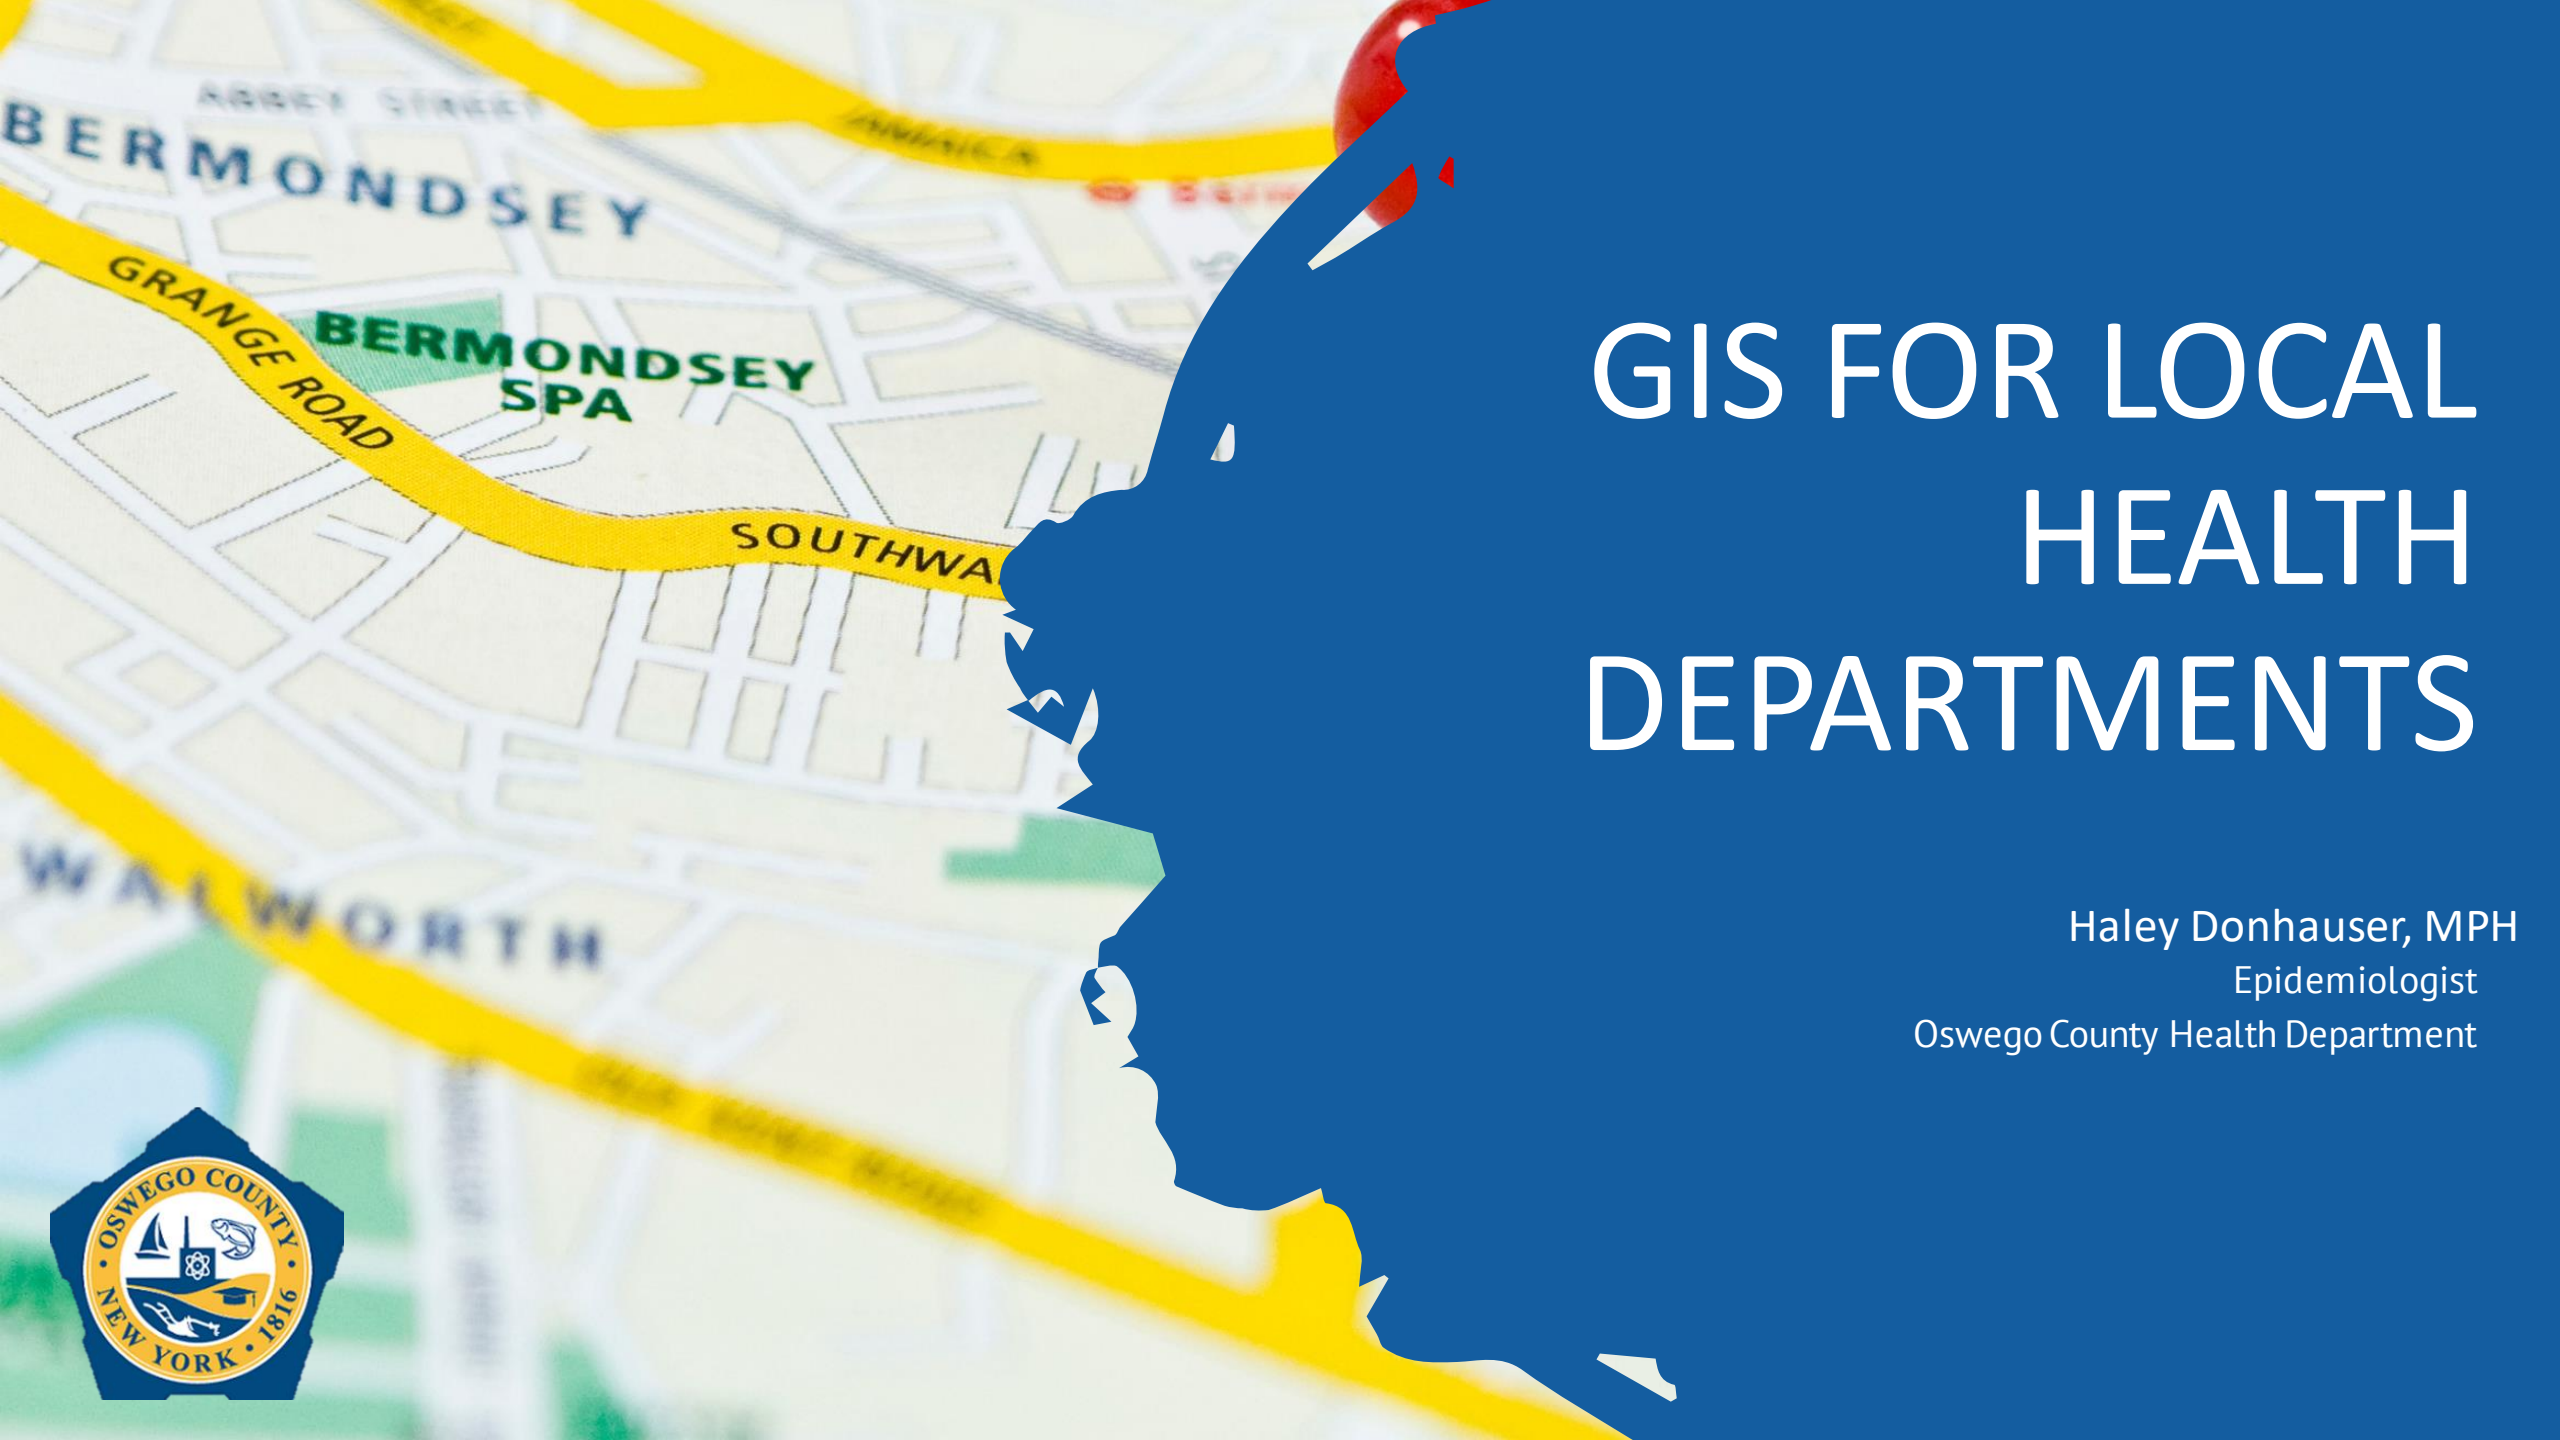 ABBEY STREET
BERMONDSEY
JAMAICA
GRANGE ROAD
BERMONDSEY
SPA
SOUTHWA
WALWORTH
GIS FOR LOCAL
HEALTH
DEPARTMENTS
Haley Donhauser, MPH
Epidemiologist
Oswego County Health Department
OSWEGO COUNTY
NEW YORK • 1816